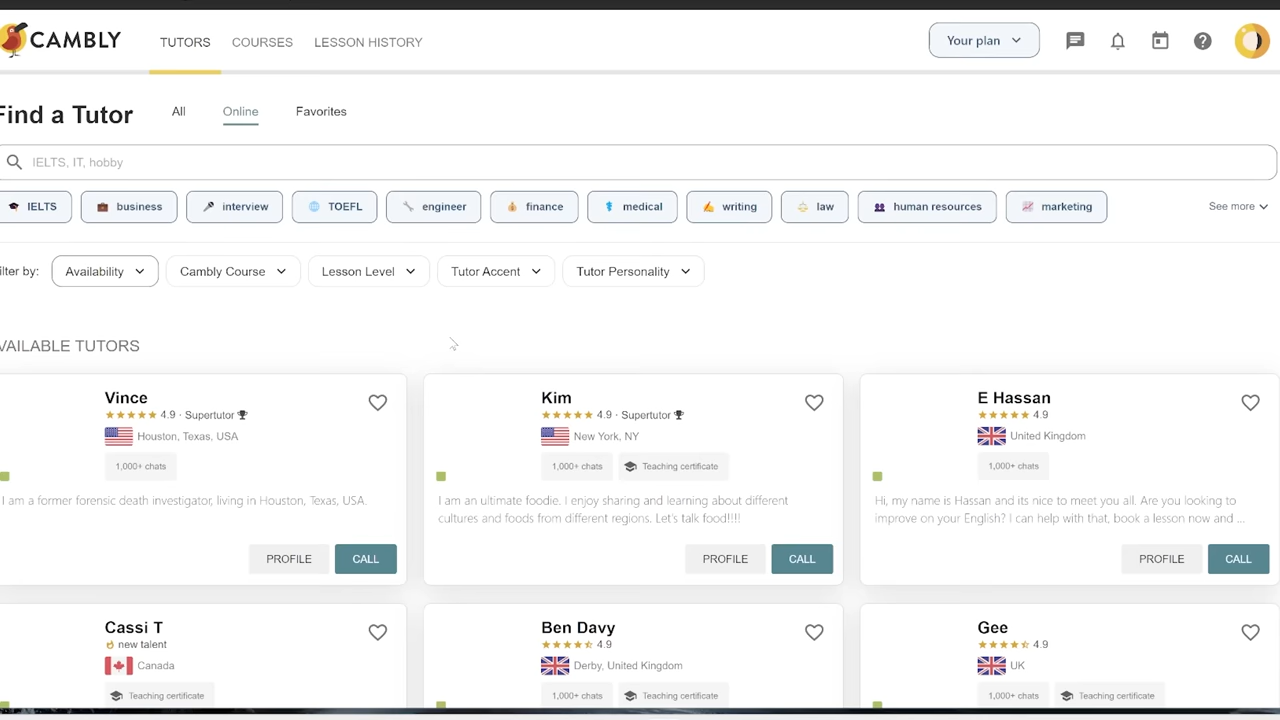 CAMBLY TUTORS COURSES LESSON HISTORY Your plan
Find a Tutor All Online Favorites
IELTS, IT, hobby
IELTS business interview TOEFL engineer finance medical writing law human resources marketing See more
ilter by: Availability Cambly Course Lesson Level Tutor Accent Tutor Personality
VAILABLE TUTORS
Vince
4.9 · Supertutor
Houston, Texas, USA
1,000+ chats
I am a former forensic death investigator, living in Houston, Texas, USA.
PROFILE CALL
Kim
4.9 · Supertutor
New York, NY
1,000+ chats Teaching certificate
I am an ultimate foodie. I enjoy sharing and learning about different
cultures and foods from different regions. Let's talk food!!!!
PROFILE CALL
E Hassan
4.9
United Kingdom
1,000+ chats
Hi, my name is Hassan and its nice to meet you all. Are you looking to
improve on your English? I can help with that, book a lesson now and ...
PROFILE CALL
Cassi T
new talent
Canada
Teaching certificate
Ben Davy
4.9
Derby, United Kingdom
1,000+ chats Teaching certificate
Gee
4.9
UK
1,000+ chats Teaching certificate